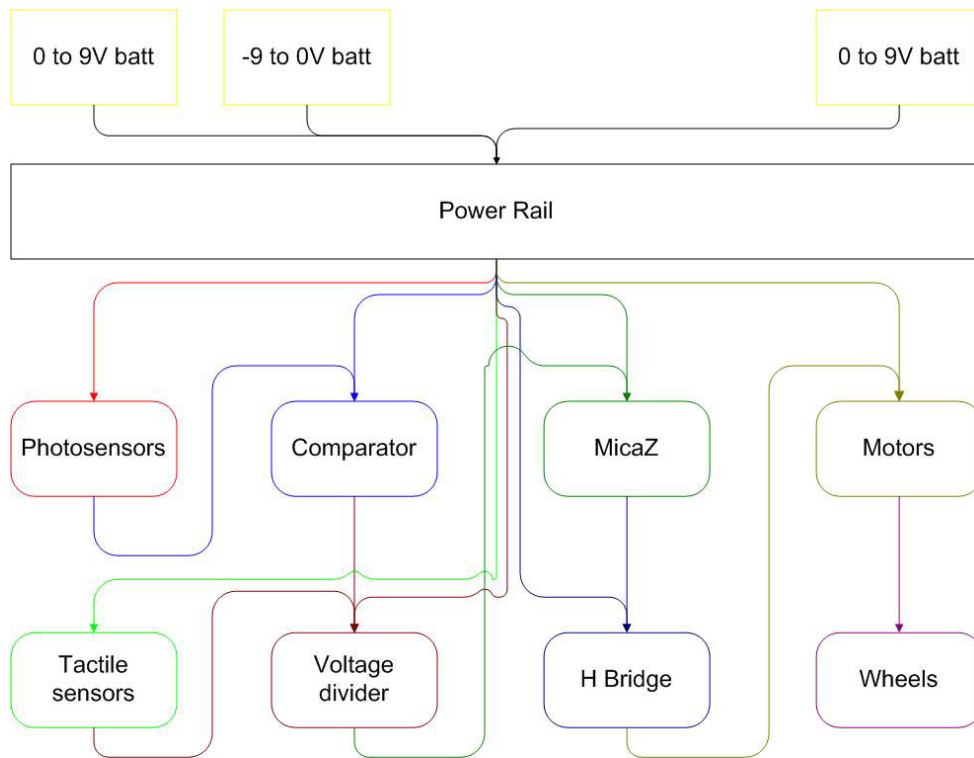 0 to 9V batt
-9 to 0V batt
0 to 9V batt
Power Rail
Photosensors
Comparator
MicaZ
Motors
Tactile
sensors
Voltage
divider
H Bridge
Wheels